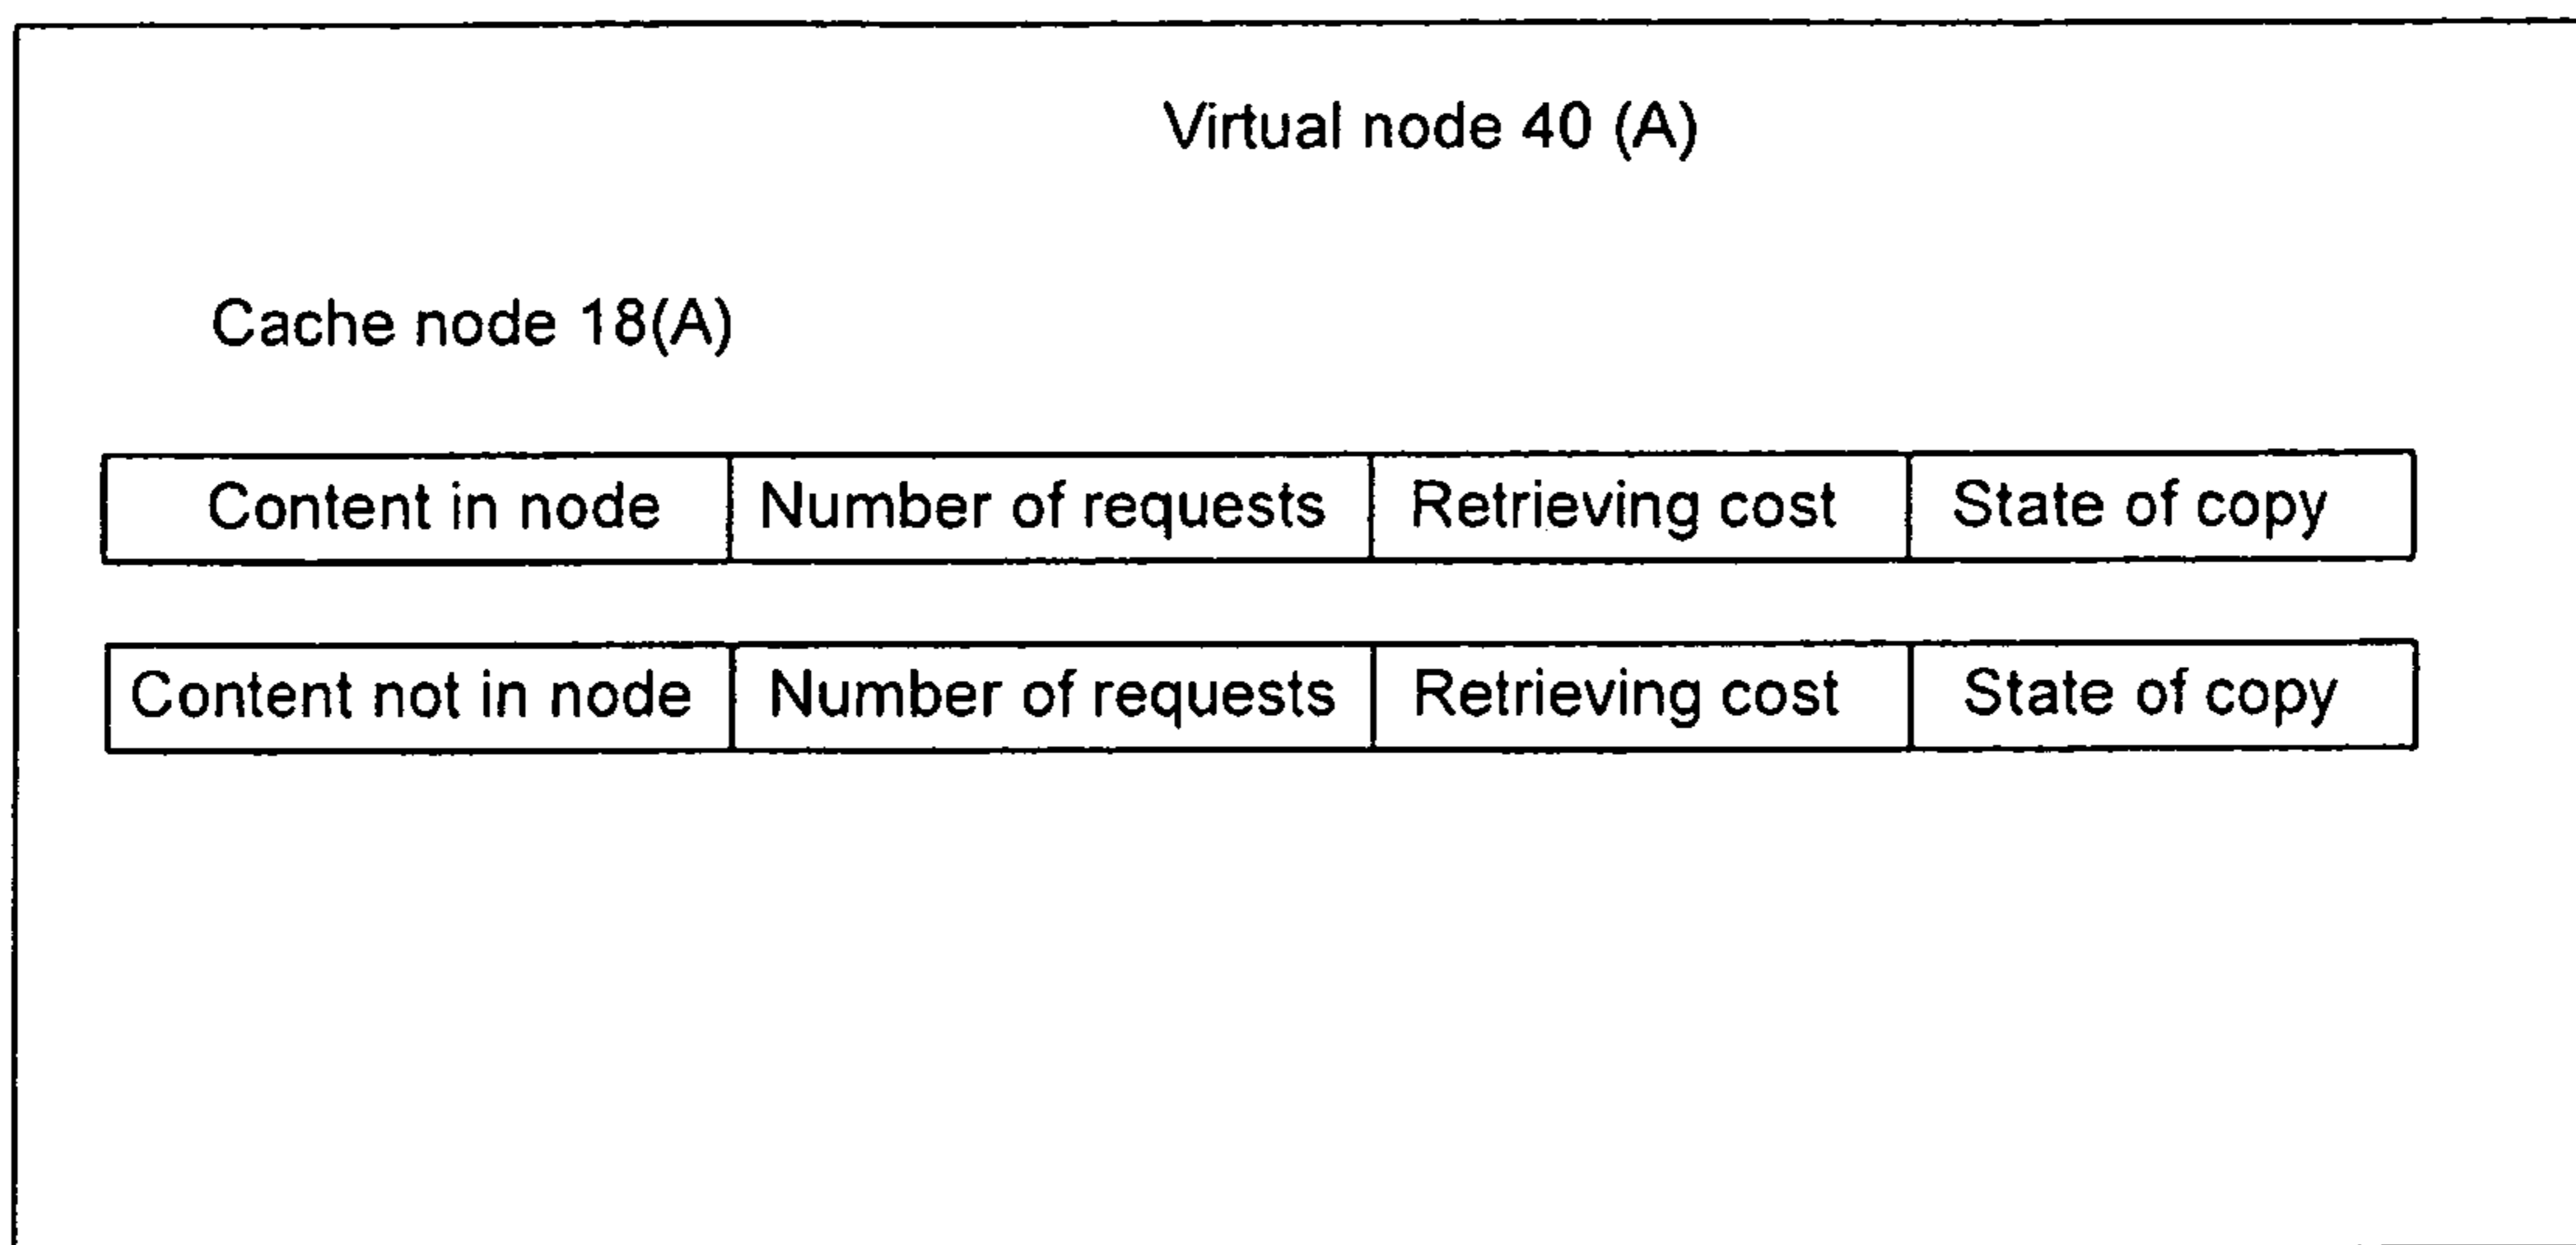 Virtual node 40 (A)
Cache node 18(A)
Content in node Number of requests Retrieving cost State of copy
Content not in node Number of requests Retrieving cost State of copy